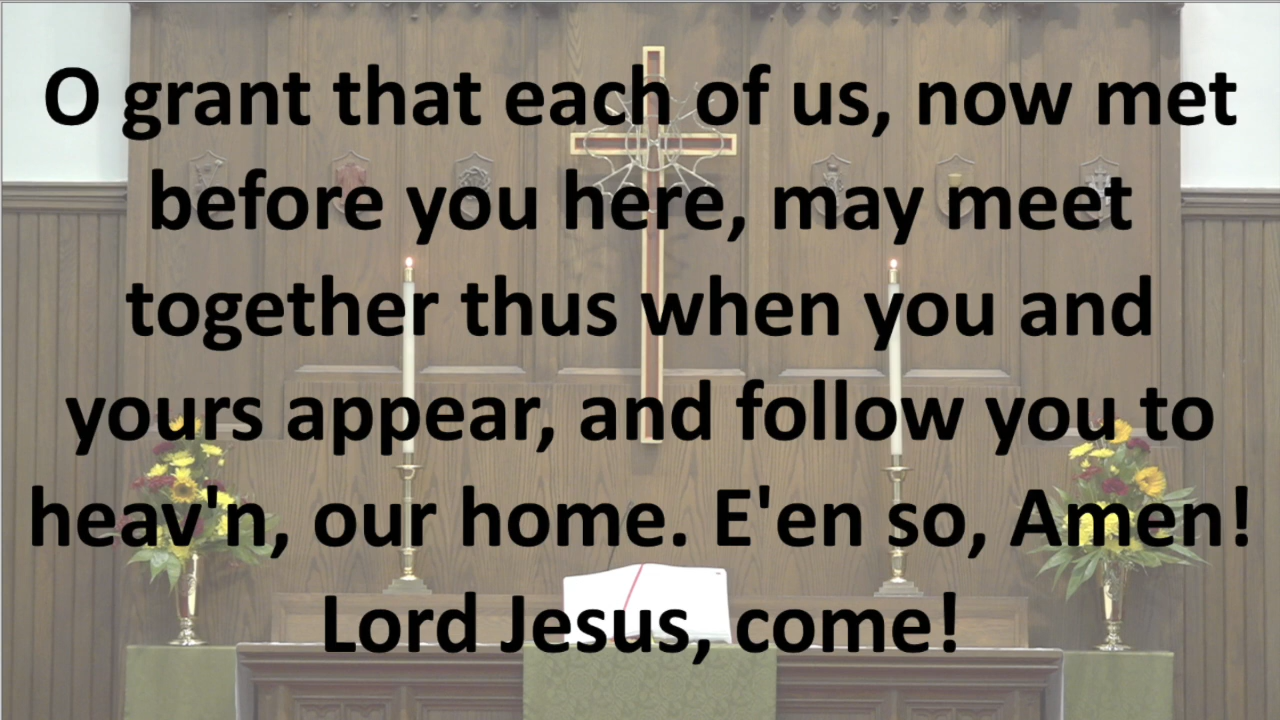 O grant that each of us, now met
before you here, may meet
together thus when you and
yours appear, and follow you to
heav'n, our home. E'en so, Amen!
Lord Jesus, come!